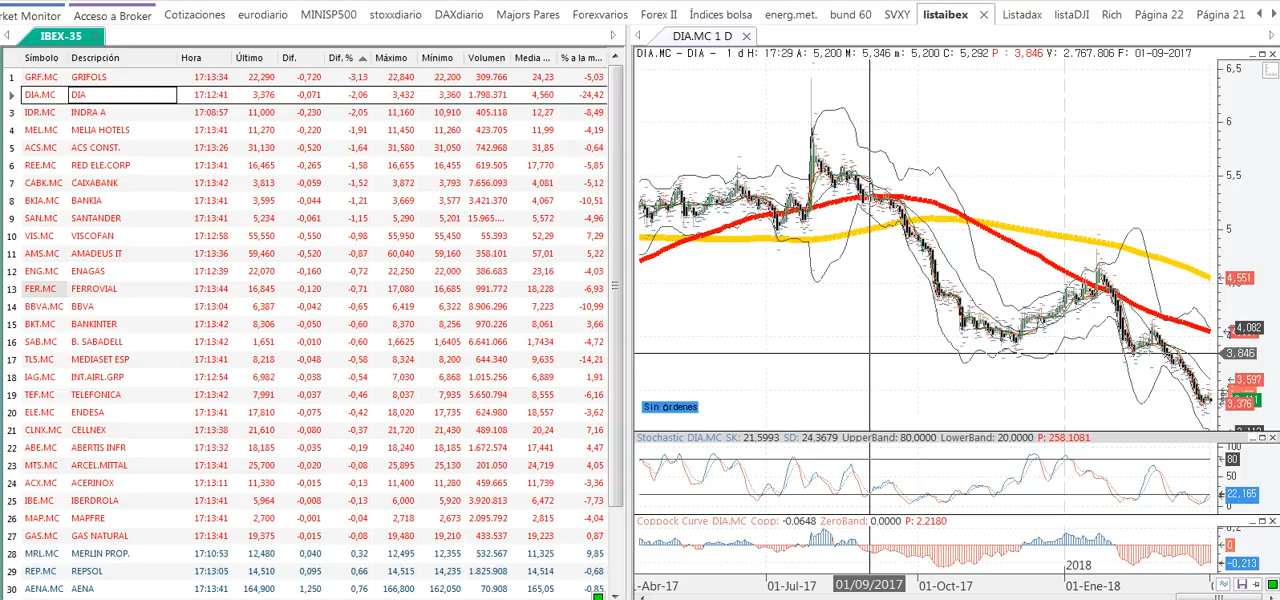 rket Monitor Acceso a Broker Cotizaciones eurodiario MINISP500 stoxxdiario DAXdiario Majors Pares Forexvarios Forex II Índices bolsa energ.met. bund 60 SVXY listaibex Listadax listaDJI Rich Página 22 Página 21
IBEX-35
Símbolo Descripción Hora Último Dif. Dif. % Máximo Mínimo Volumen Media ... % a la m...
1 GRF.MC GRIFOLS 17:13:34 22,290 -0,720 -3,13 22,840 22,200 309.766 24,23 -5,03
DIA.MC DIA 17:12:41 3,376 -0,071 -2,06 3,432 3,360 1.798.371 4,560 -24,42
3 IDR.MC INDRA A 17:08:57 11,000 -0,230 -2,05 11,160 10,910 405.118 12,27 -8,49
4 MEL.MC MELIA HOTELS 17:13:41 11,270 -0,220 -1,91 11,450 11,260 423.705 11,99 -4,19
5 ACS.MC ACS CONST. 17:13:26 31,130 -0,520 -1,64 31,580 31,050 742.968 31,85 -0,64
6 REE.MC RED ELE.CORP 17:13:41 16,465 -0,265 -1,58 16,655 16,455 619.505 17,770 -5,85
7 CABK.MC CAIXABANK 17:13:42 3,813 -0,059 -1,52 3,872 3,793 7.656.093 4,081 -5,12
8 BKIA.MC BANKIA 17:13:41 3,595 -0,044 -1,21 3,669 3,577 3.421.370 4,067 -10,51
9 SAN.MC SANTANDER 17:13:41 5,234 -0,061 -1,15 5,290 5,201 15.965.... 5,572 -4,96
10 VIS.MC VISCOFAN 17:13:41 55,550 -0,550 -0,98 55,950 55,450 55.393 52,29 7,29
11 AMS.MC AMADEUS IT 17:13:36 59,460 -0,520 -0,87 60,040 59,160 358.101 57,01 5,22
12 ENG.MC ENAGAS 17:12:39 22,070 -0,160 -0,72 22,250 22,000 386.683 23,16 -4,03
13 FER.MC FERROVIAL 17:13:44 16,845 -0,120 -0,71 17,080 16,685 991.772 18,228 -6,93
14 BBVA.MC BBVA 17:13:04 6,387 -0,042 -0,65 6,419 6,322 8.906.296 7,223 -10,99
15 BKT.MC BANKINTER 17:13:42 8,306 -0,050 -0,60 8,370 8,256 970.226 8,061 3,66
16 SAB.MC B. SABADELL 17:13:42 1,651 -0,010 -0,60 1,6625 1,6405 6.641.066 1,7434 -4,72
17 TL5.MC MEDIASET ESP 17:13:41 8,218 -0,048 -0,58 8,324 8,200 644.340 9,635 -14,21
18 IAG.MC INT.AIRL.GRP 17:12:54 6,982 -0,038 -0,54 7,030 6,868 1.015.256 6,889 1,91
19 TEF.MC TELEFONICA 17:13:42 7,991 -0,037 -0,46 8,037 7,935 5.650.794 8,555 -6,16
20 ELE.MC ENDESA 17:13:41 17,810 -0,075 -0,42 18,020 17,735 624.980 18,557 -3,62
21 CLNX.MC CELLNEX 17:13:38 21,610 -0,080 -0,37 21,720 21,430 489.108 20,24 7,16
22 ABE.MC ABERTIS INFR 17:13:32 18,185 -0,035 -0,19 18,240 18,185 1.672.574 17,441 4,47
23 MTS.MC ARCEL.MITTAL 17:13:41 25,700 -0,020 -0,08 25,895 25,130 201.050 24,719 4,05
24 ACX.MC ACERINOX 17:13:11 11,330 -0,015 -0,13 11,400 11,280 459.665 11,739 -3,36
25 IBE.MC IBERDROLA 17:13:41 5,964 -0,008 -0,13 6,000 5,920 3.920.813 6,472 -7,73
26 MAP.MC MAPFRE 17:13:41 2,700 -0,001 -0,04 2,718 2,673 2.095.792 2,815 -4,04
27 GAS.MC GAS NATURAL 17:13:41 19,375 -0,015 -0,08 19,480 19,210 433.537 19,223 0,87
28 MRL.MC MERLIN PROP. 17:10:53 12,480 0,040 0,32 12,495 12,355 532.567 11,325 9,85
29 REP.MC REPSOL 17:13:05 14,510 0,095 0,66 14,515 14,235 1.825.908 14,514 -0,68
30 AENA.MC AENA 17:13:41 164,900 1,250 0,76 166,800 162,050 70.908 165,05 -0,85
DIA.MC 1 D
DIA.MC - DIA - 1 d H: 17:29 A: 5,200 M: 5,346 m: 5,200 C: 5,292 P : 3,846 V: 2.767.806 F: 01-09-2017
6,5
6
5,5
5
4,551
4,082
3,846
3,597
3,376
Sin órdenes
Stochastic DIA.MC SK: 21,5993 SD: 24,3679 UpperBand: 80,0000 LowerBand: 20,0000 P: 258,1081
100
80
50
22,165
0
Coppock Curve DIA.MC Copp: -0.0648 ZeroBand: 0.0000 P: 2.2180
0,2
0
-0,213
2018
-Abr-17 01-Jul-17 01/09/2017 01-Oct-17 01-Ene-18